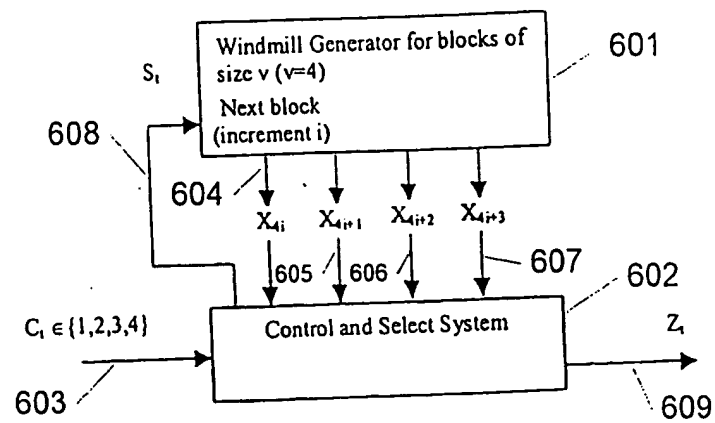 Windmill Generator for blocks of
size v (v=4)
Next block
(increment i)
601
S_t
608
604
X_4i
X_4i+1
X_4i+2
X_4i+3
605
606
607
602
C_t ∈ {1,2,3,4}
Control and Select System
Z_t
603
609